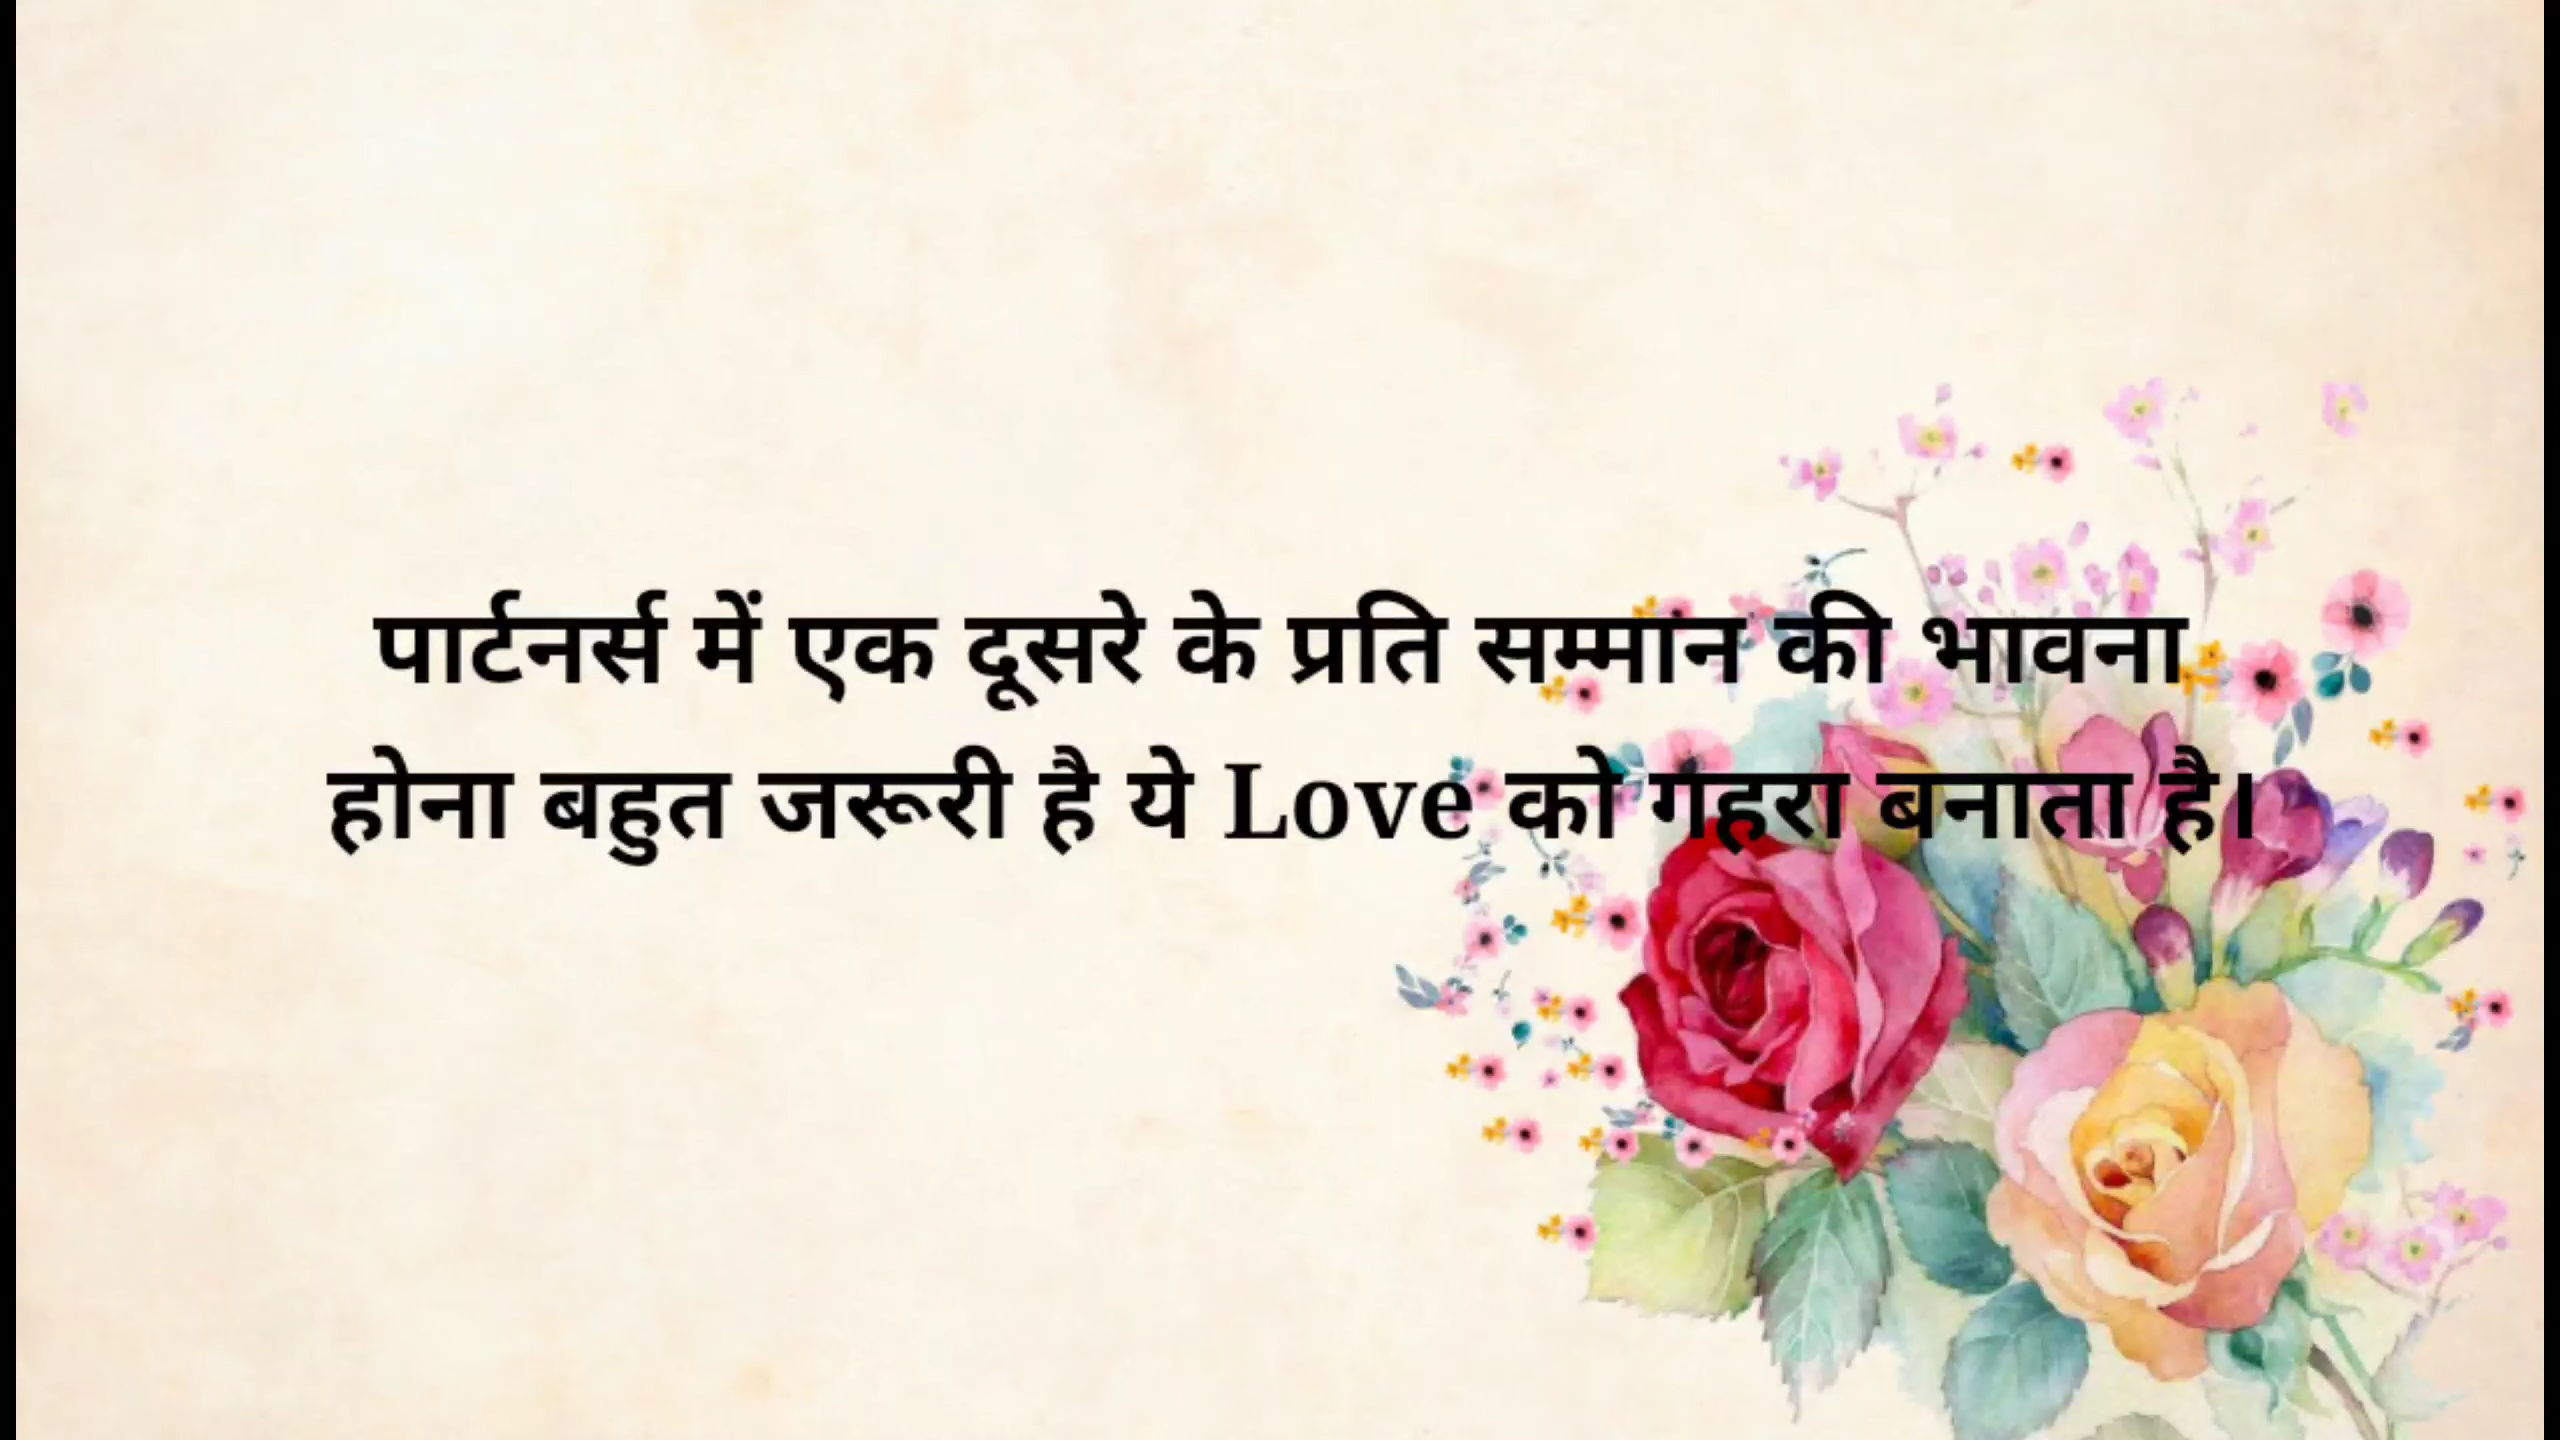 पार्टनर्स में एक दूसरे के प्रति सम्मान की भावना
होना बहुत जरूरी है ये Love को गहरा बनाता है।